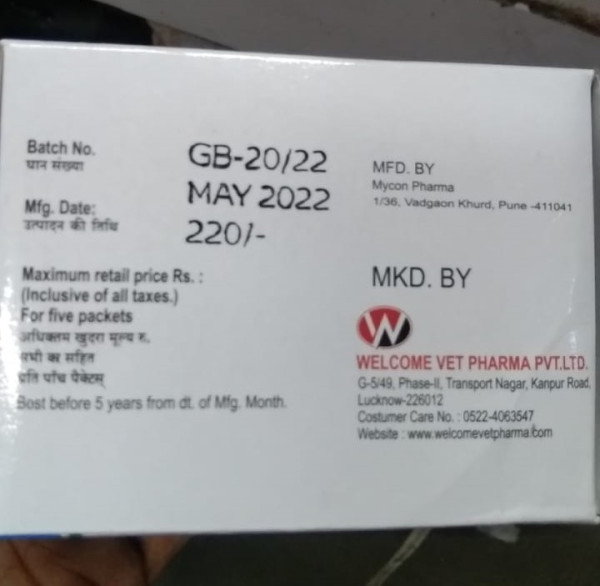 Batch No.
घान संख्या
GB-20/22
Mfg. Date:
उत्पादन की तिथि
MAY 2022
220/-
Maximum retail price Rs. :
(Inclusive of all taxes.)
For five packets
अधिक्तम खुदरा मूल्य रु.
सभी कर सहित
प्रति पाँच पैकेटस्
Bost before 5 years from dt. of Mfg. Month.
MFD. BY
Mycon Pharma
1/36, Vadgaon Khurd, Pune -411041
MKD. BY
W
WELCOME VET PHARMA PVT.LTD.
G-5/49, Phase-II, Transport Nagar, Kanpur Road,
Lucknow-226012
Costumer Care No. : 0522-4063547
Website : www.welcomevetpharma.com